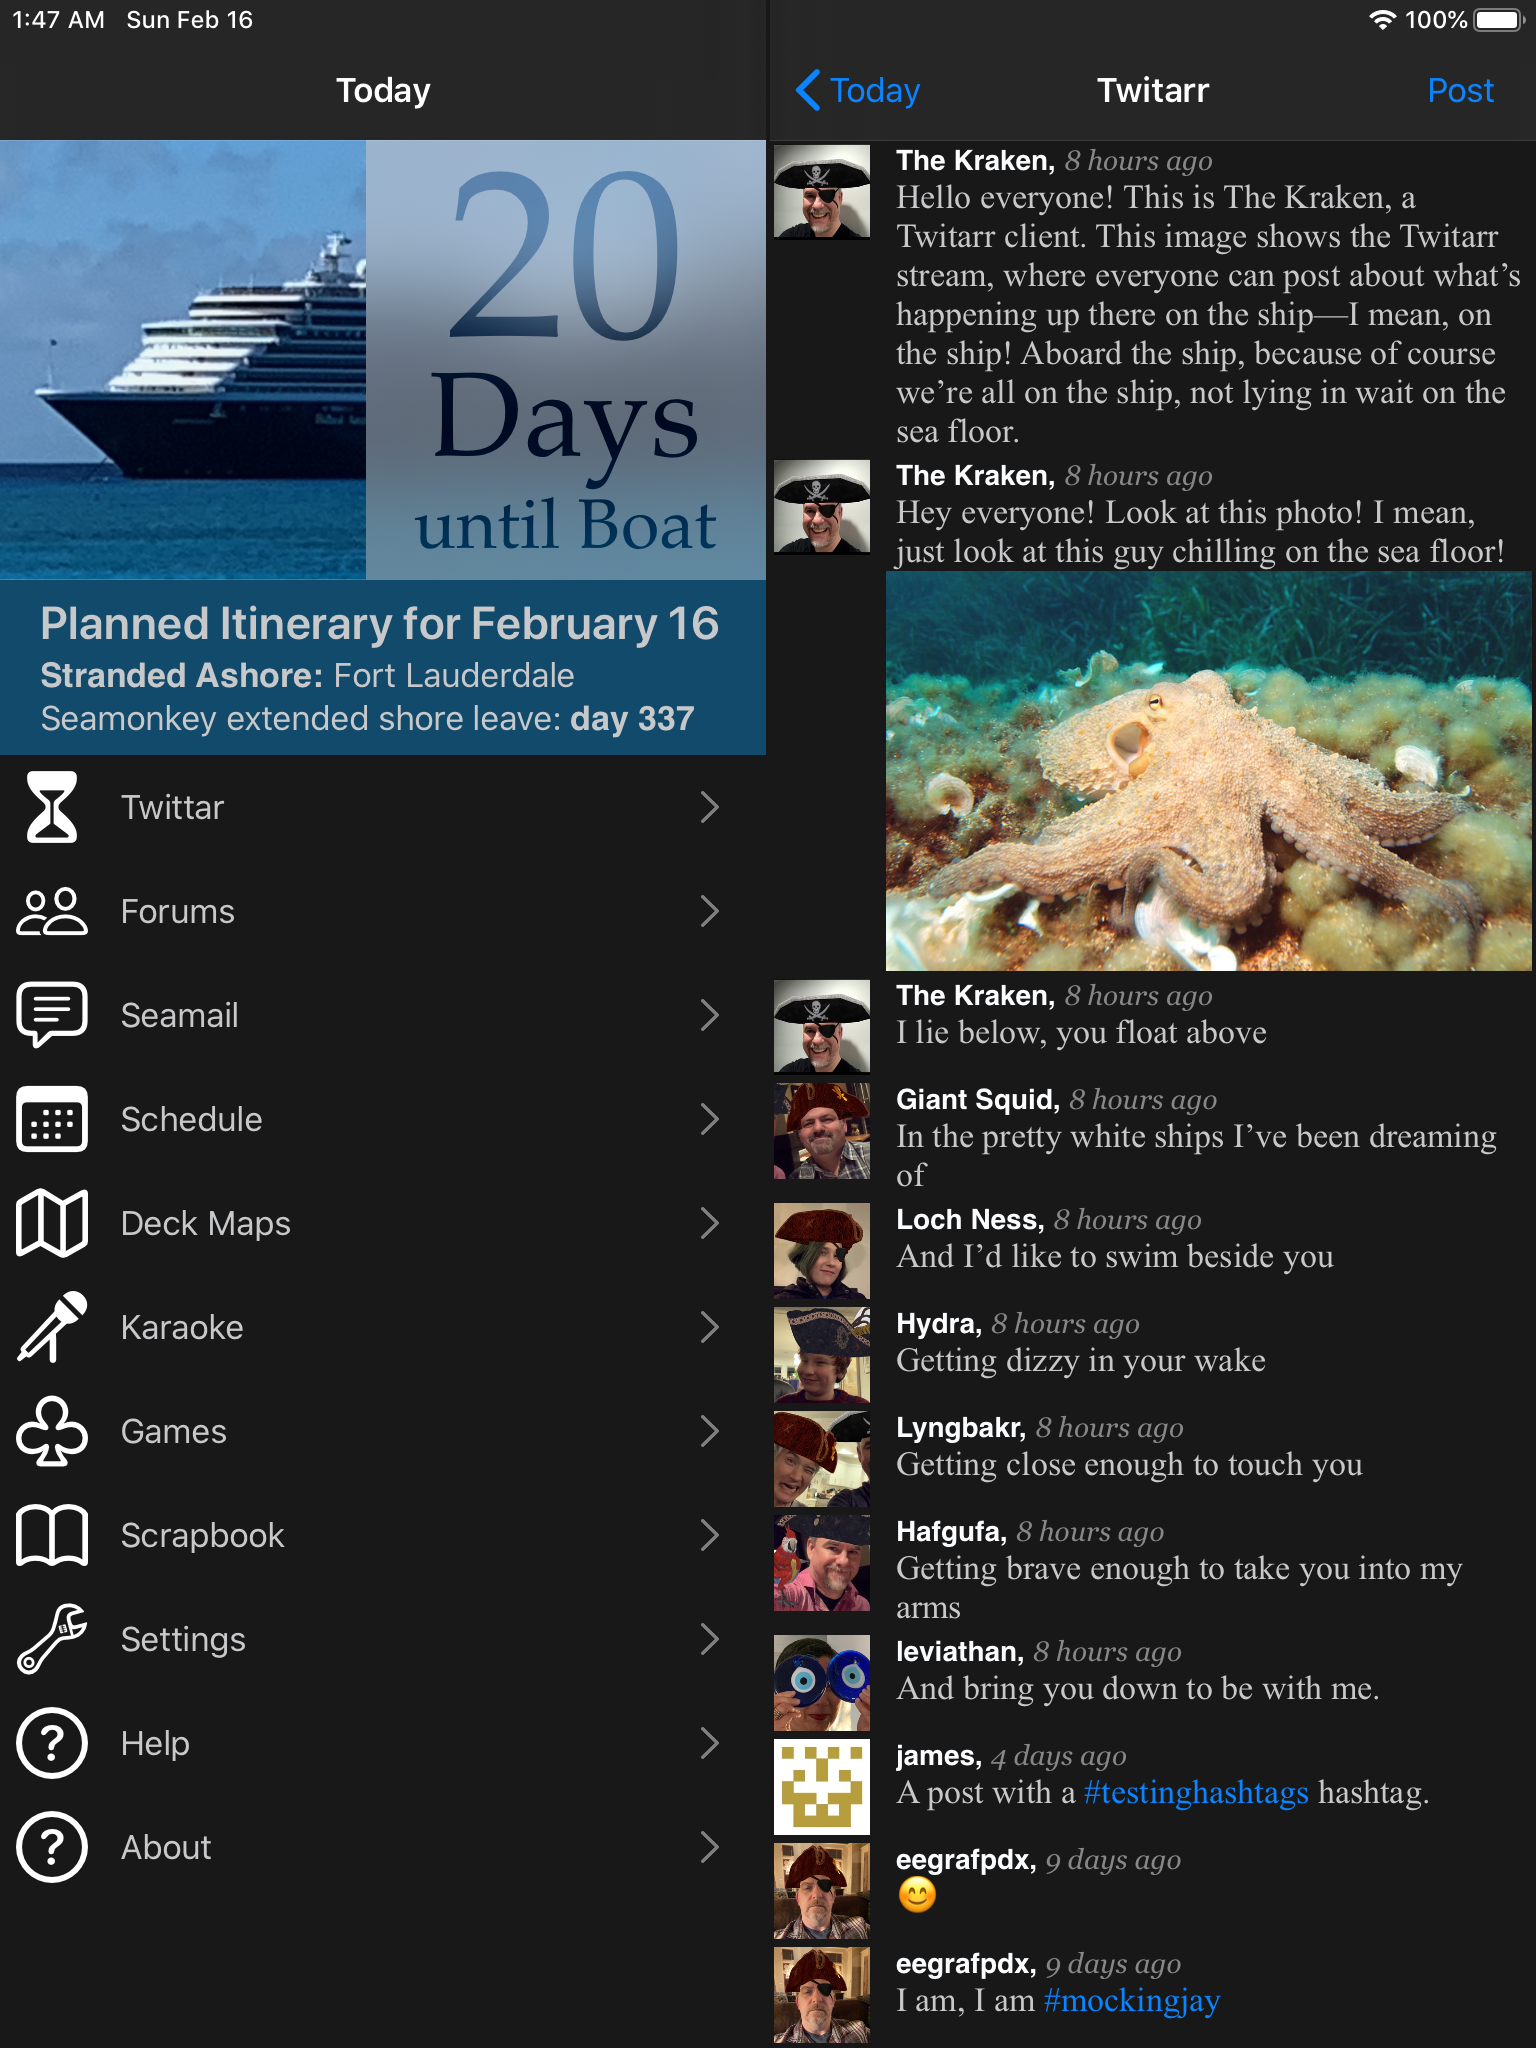 1:47 AM Sun Feb 16
100%
Today
20
Days
until Boat
Planned Itinerary for February 16
Stranded Ashore: Fort Lauderdale
Seamonkey extended shore leave: day 337
Twittar
Forums
Seamail
Schedule
Deck Maps
Karaoke
Games
Scrapbook
Settings
Help
About
Today
Twitarr
Post
The Kraken, 8 hours ago
Hello everyone! This is The Kraken, a
Twitarr client. This image shows the Twitarr
stream, where everyone can post about what’s
happening up there on the ship—I mean, on
the ship! Aboard the ship, because of course
we’re all on the ship, not lying in wait on the
sea floor.
The Kraken, 8 hours ago
Hey everyone! Look at this photo! I mean,
just look at this guy chilling on the sea floor!
The Kraken, 8 hours ago
I lie below, you float above
Giant Squid, 8 hours ago
In the pretty white ships I’ve been dreaming
of
Loch Ness, 8 hours ago
And I’d like to swim beside you
Hydra, 8 hours ago
Getting dizzy in your wake
Lyngbakr, 8 hours ago
Getting close enough to touch you
Hafgufa, 8 hours ago
Getting brave enough to take you into my
arms
leviathan, 8 hours ago
And bring you down to be with me.
james, 4 days ago
A post with a #testinghashtags hashtag.
eegrafpdx, 9 days ago
😊
eegrafpdx, 9 days ago
I am, I am #mockingjay